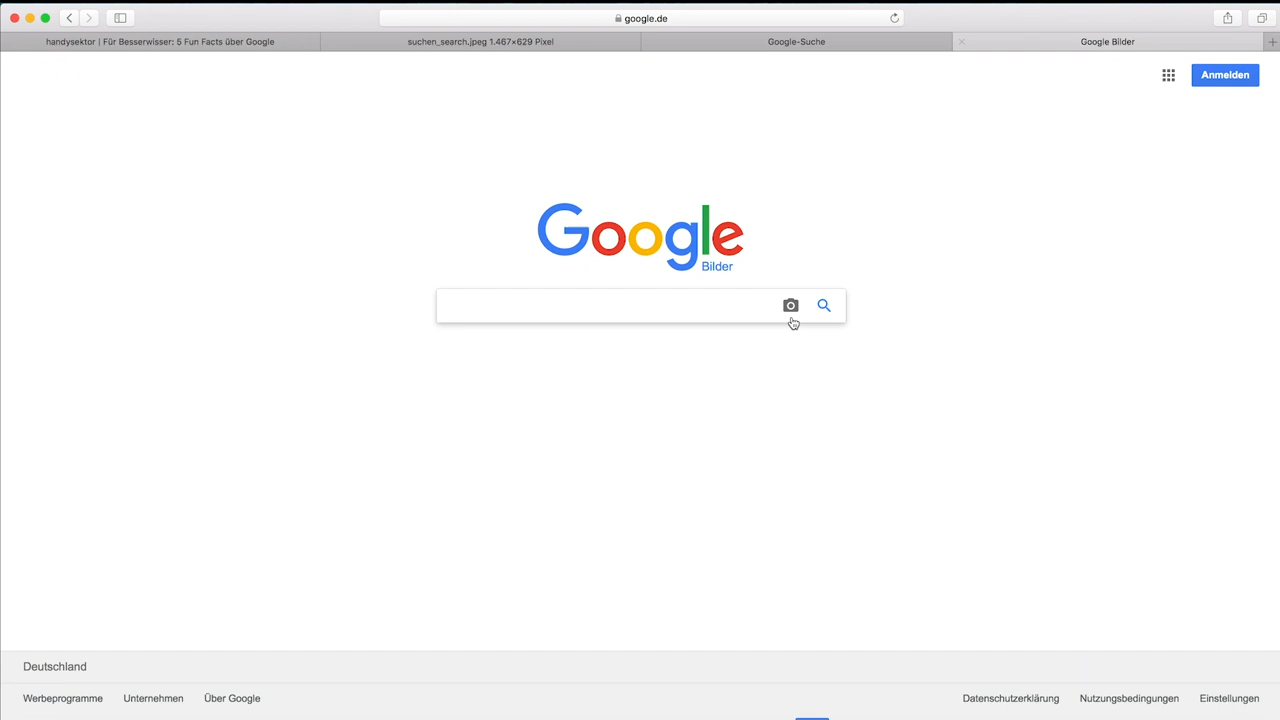 google.de
handysektor | Für Besserwisser: 5 Fun Facts über Google
suchen_search.jpeg 1.467×629 Pixel
Google-Suche
Google Bilder
Anmelden
Google
Bilder
Deutschland
Werbeprogramme
Unternehmen
Über Google
Datenschutzerklärung
Nutzungsbedingungen
Einstellungen